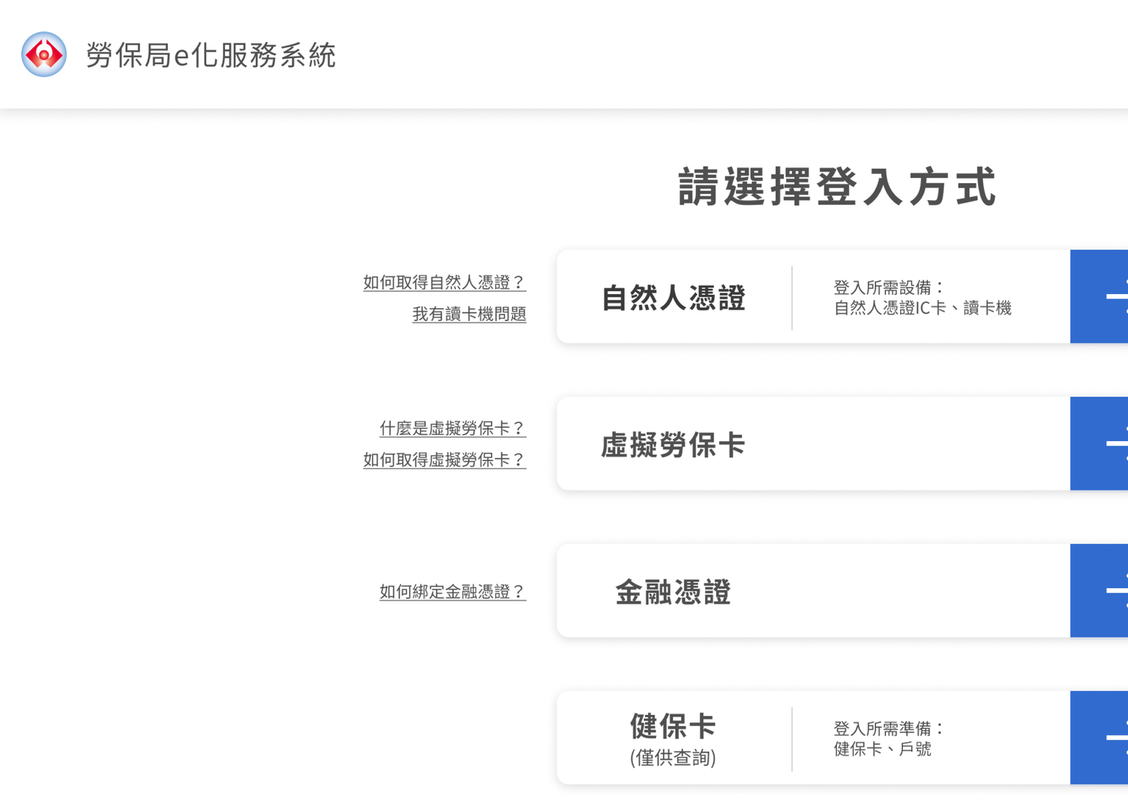 勞保局e化服務系統
請選擇登入方式
如何取得自然人憑證？
我有讀卡機問題
自然人憑證
登入所需設備：
自然人憑證IC卡、讀卡機
什麼是虛擬勞保卡？
如何取得虛擬勞保卡？
虛擬勞保卡
如何綁定金融憑證？
金融憑證
健保卡
(僅供查詢)
登入所需準備：
健保卡、戶號